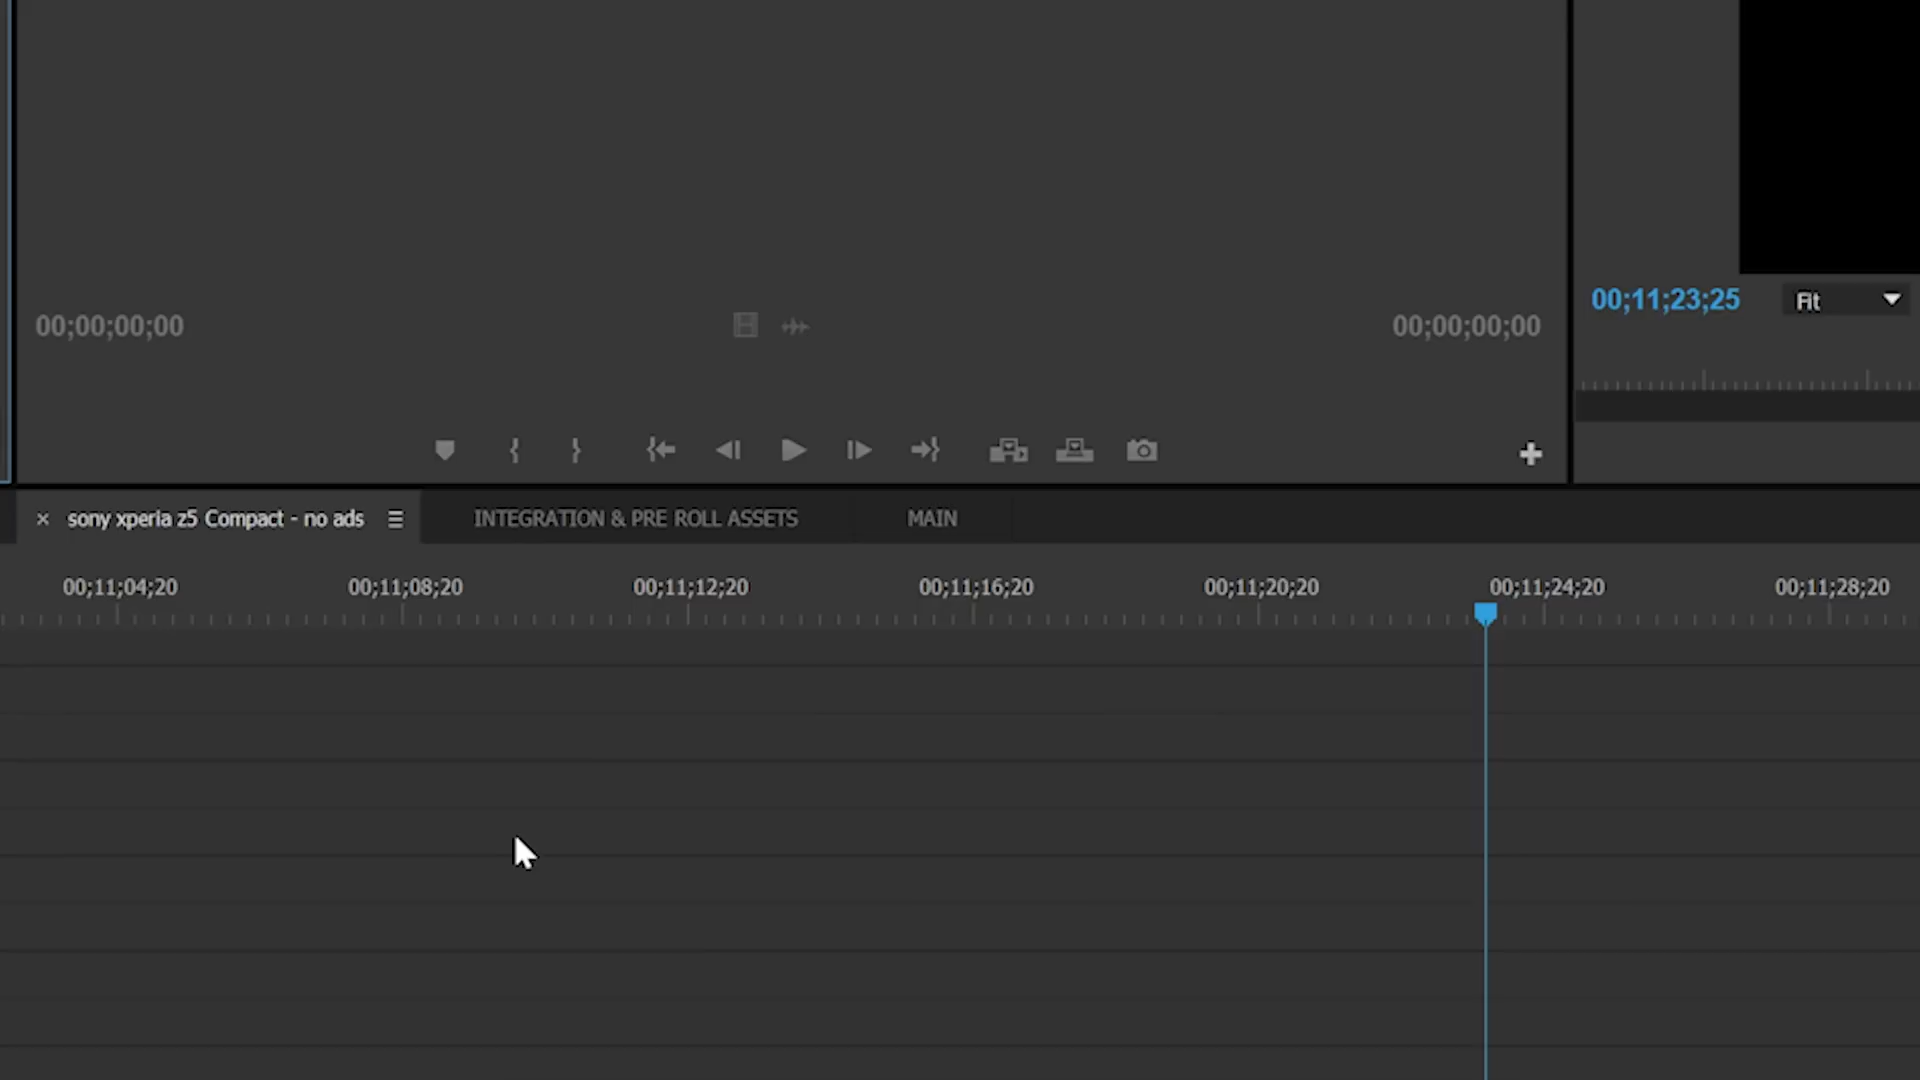 00;11;23;25 Fit
00;00;00;00 00;00;00;00
sony xperia z5 Compact - no ads INTEGRATION & PRE ROLL ASSETS MAIN
00;11;04;20 00;11;08;20 00;11;12;20 00;11;16;20 00;11;20;20 00;11;24;20 00;11;28;20